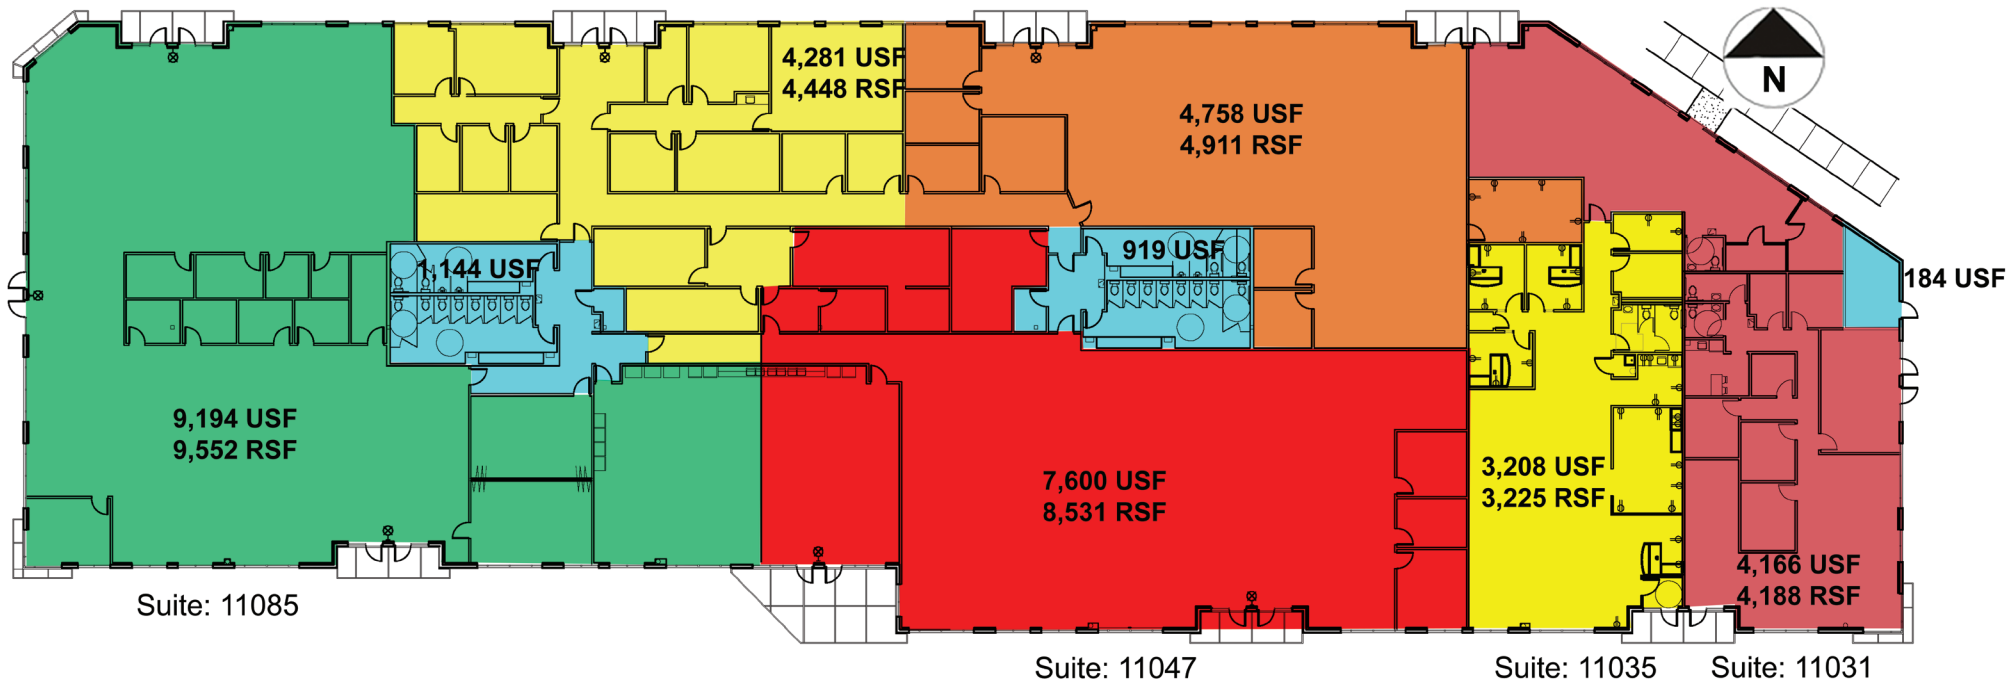 N
4,281 USF
4,448 RSF
4,758 USF
4,911 RSF
1,144 USF
919 USF
184 USF
9,194 USF
9,552 RSF
7,600 USF
8,531 RSF
3,208 USF
3,225 RSF
4,166 USF
4,188 RSF
Suite: 11085
Suite: 11047
Suite: 11035
Suite: 11031